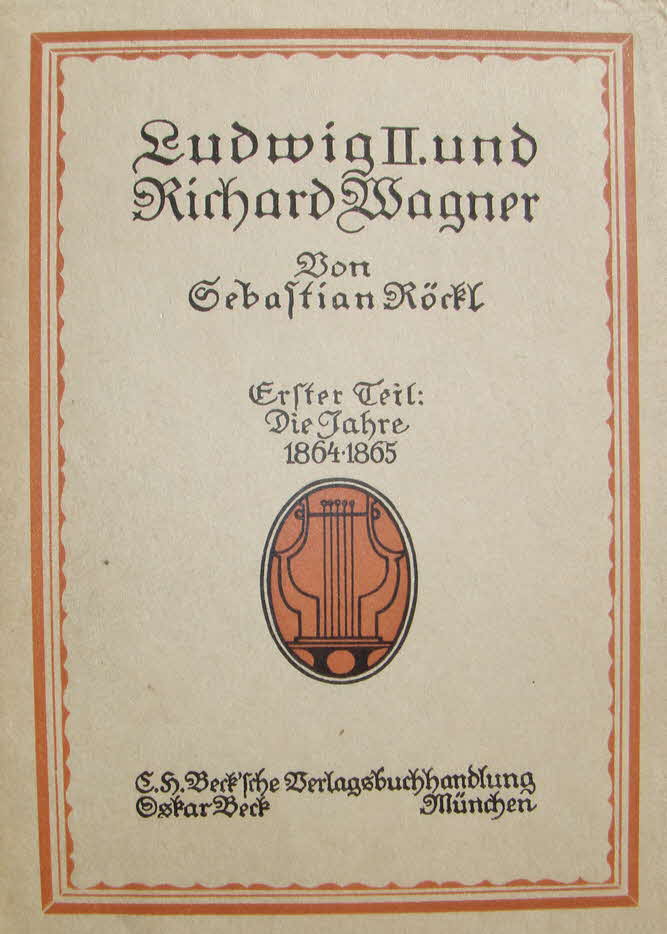 Ludwig II. und
Richard Wagner
Von
Sebastian Röckl
Erster Teil:
Die Jahre
1864·1865
C. H. Beck'sche Verlagsbuchhandlung
Oskar Beck München